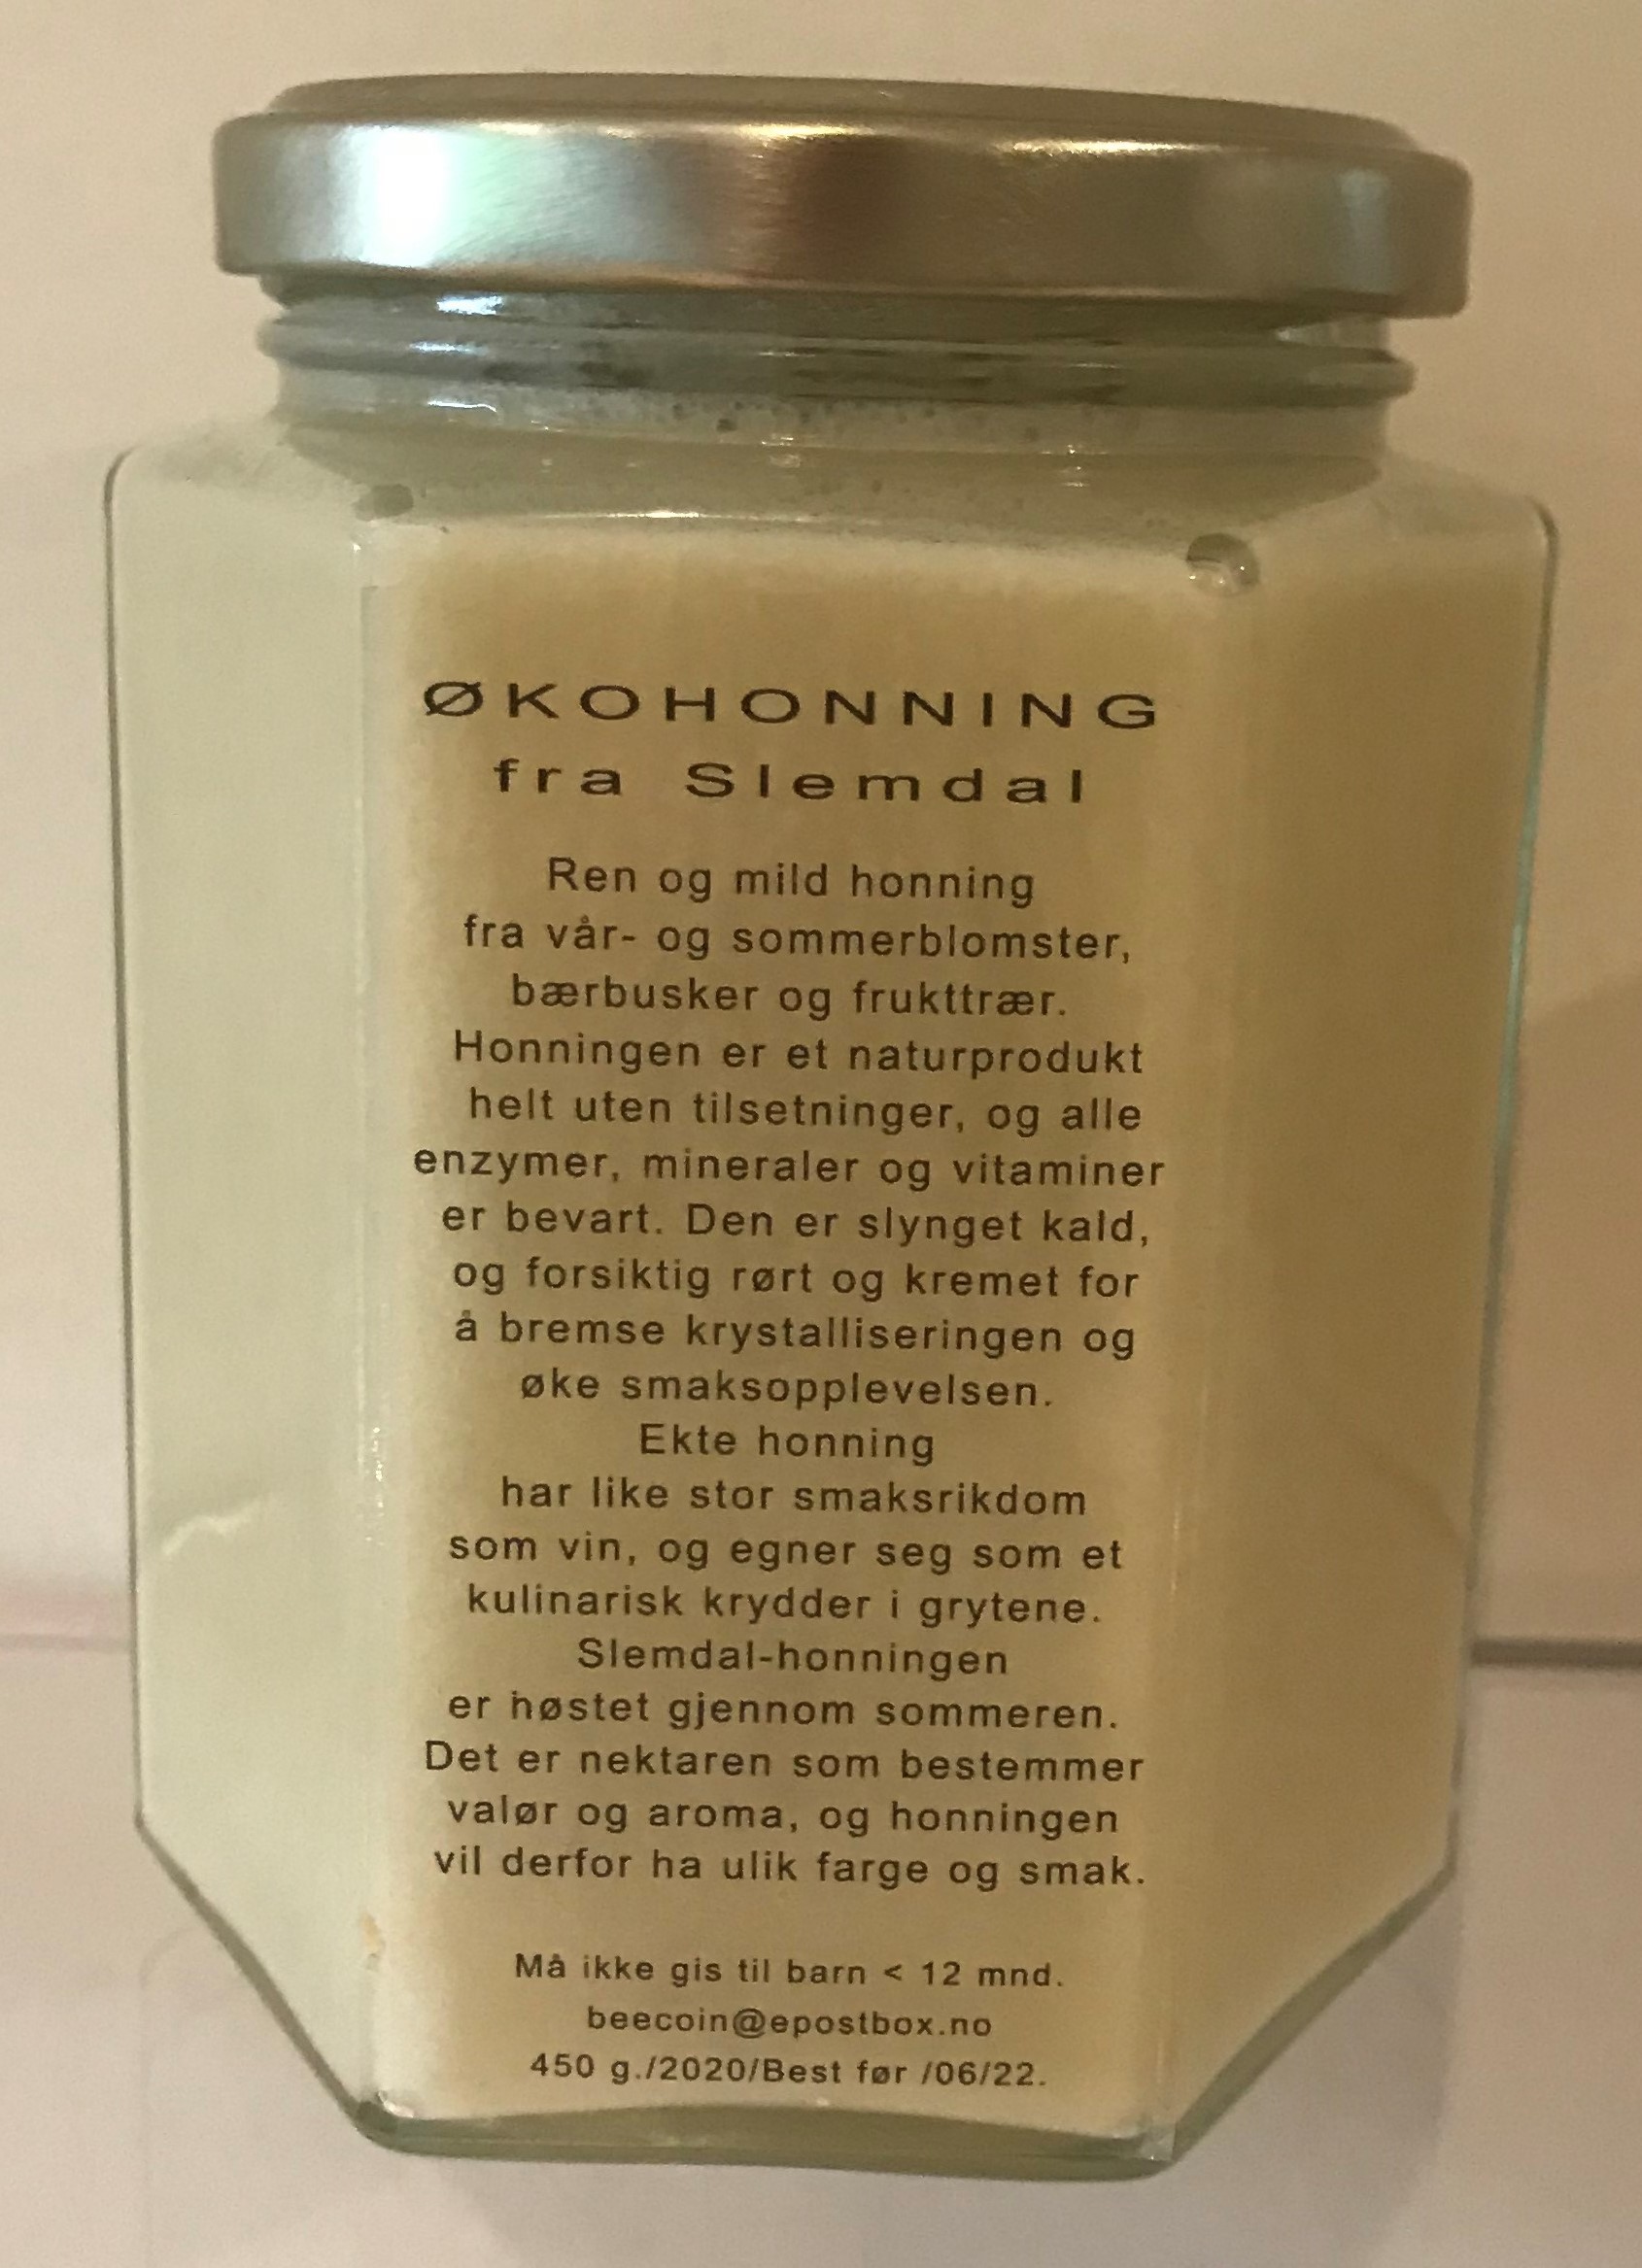 ØKOHONNING
fra Slemdal
Ren og mild honning
fra vår- og sommerblomster,
bærbusker og frukttrær.
Honningen er et naturprodukt
helt uten tilsetninger, og alle
enzymer, mineraler og vitaminer
er bevart. Den er slynget kald,
og forsiktig rørt og kremet for
å bremse krystalliseringen og
øke smaksopplevelsen.
Ekte honning
har like stor smaksrikdom
som vin, og egner seg som et
kulinarisk krydder i grytene.
Slemdal-honningen
er høstet gjennom sommeren.
Det er nektaren som bestemmer
valør og aroma, og honningen
vil derfor ha ulik farge og smak.
Må ikke gis til barn < 12 mnd.
beecoin@epostbox.no
450 g./2020/Best før /06/22.